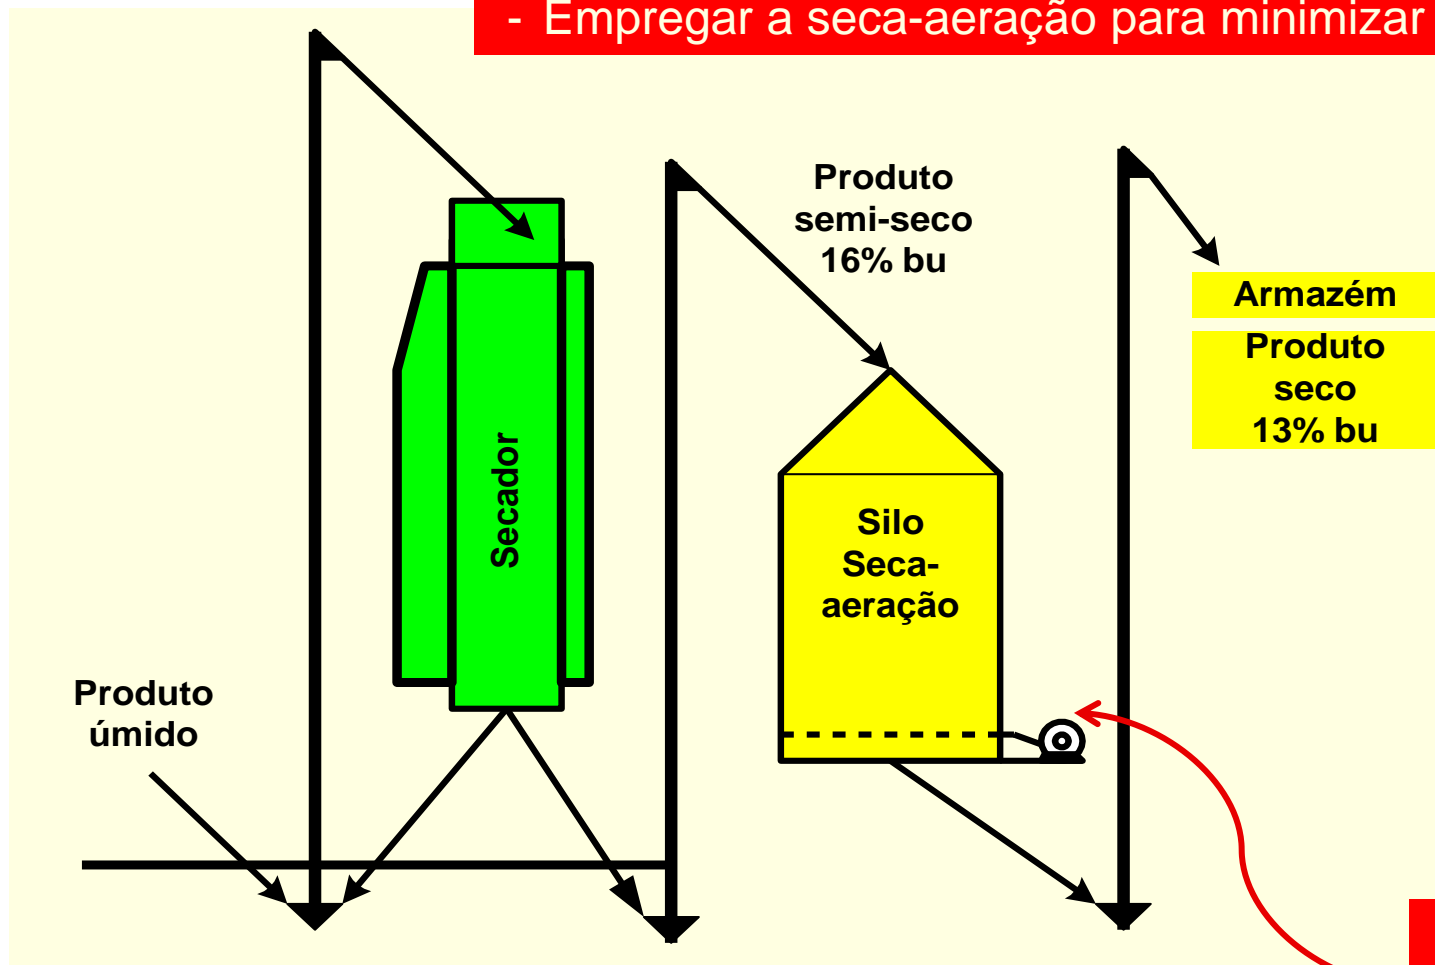 - Empregar a seca-aeração para minimizar
Produto
semi-seco
16% bu
Armazém
Produto
seco
13% bu
Secador
Silo
Seca-
aeração
Produto
úmido